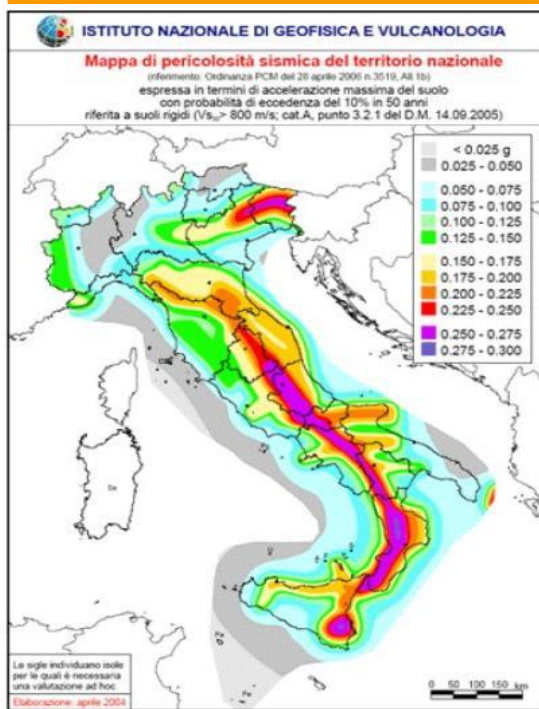 ISTITUTO NAZIONALE DI GEOFISICA E VULCANOLOGIA
Mappa di pericolosità sismica del territorio nazionale
(riferimento: Ordinanza PCM del 28 aprile 2006 n.3519, All.1b)
espressa in termini di accelerazione massima del suolo
con probabilità di eccedenza del 10% in 50 anni
riferita a suoli rigidi (Vs₃₀> 800 m/s; cat.A, punto 3.2.1 del D.M. 14.09.2005)
< 0.025 g
0.025 - 0.050
0.050 - 0.075
0.075 - 0.100
0.100 - 0.125
0.125 - 0.150
0.150 - 0.175
0.175 - 0.200
0.200 - 0.225
0.225 - 0.250
0.250 - 0.275
0.275 - 0.300
Le sigle individuano isole
per le quali è necessaria
una valutazione ad hoc
Elaborazione: aprile 2004
0 50 100 150
km